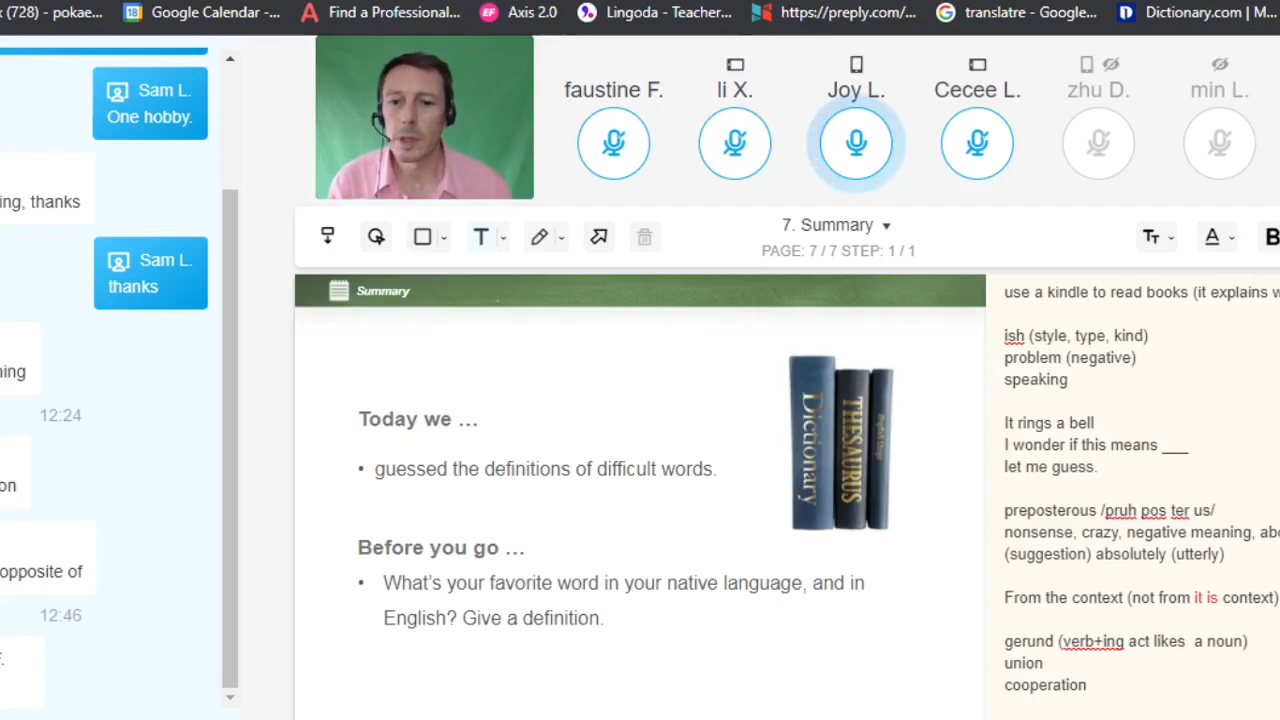 x (728) - pokae...
18
Google Calendar -...
Find a Professional...
EF
Axis 2.0
Lingoda - Teacher...
https://preply.com/...
G
translatre - Google...
D
Dictionary.com | M...
Sam L.
One hobby.
ing, thanks
Sam L.
thanks
ning
12:24
on
opposite of
12:46
faustine F.
li X.
Joy L.
Cecee L.
zhu D.
min L.
T
7. Summary
PAGE: 7 / 7 STEP: 1 / 1
TT
A
B
Summary
Today we ...
• guessed the definitions of difficult words.
Before you go ...
• What's your favorite word in your native language, and in
English? Give a definition.
Dictionary
THESAURUS
use a kindle to read books (it explains w
ish (style, type, kind)
problem (negative)
speaking
It rings a bell
I wonder if this means ___
let me guess.
preposterous /pruh pos ter us/
nonsense, crazy, negative meaning, abo
(suggestion) absolutely (utterly)
From the context (not from it is context)
gerund (verb+ing act likes a noun)
union
cooperation